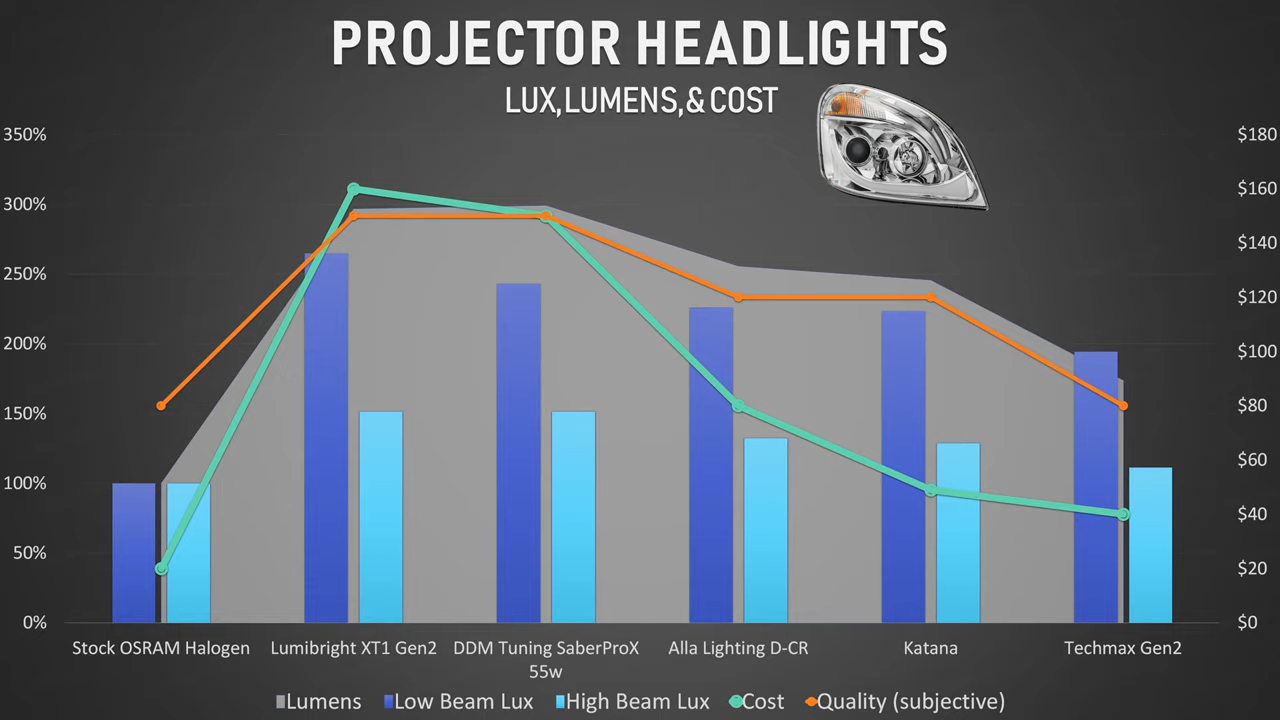 PROJECTOR HEADLIGHTS
LUX, LUMENS, & COST
350%
300%
250%
200%
150%
100%
50%
0%
$180
$160
$140
$120
$100
$80
$60
$40
$20
$0
Stock OSRAM Halogen
Lumibright XT1 Gen2
DDM Tuning SaberProX
55w
Alla Lighting D-CR
Katana
Techmax Gen2
Lumens
Low Beam Lux
High Beam Lux
Cost
Quality (subjective)